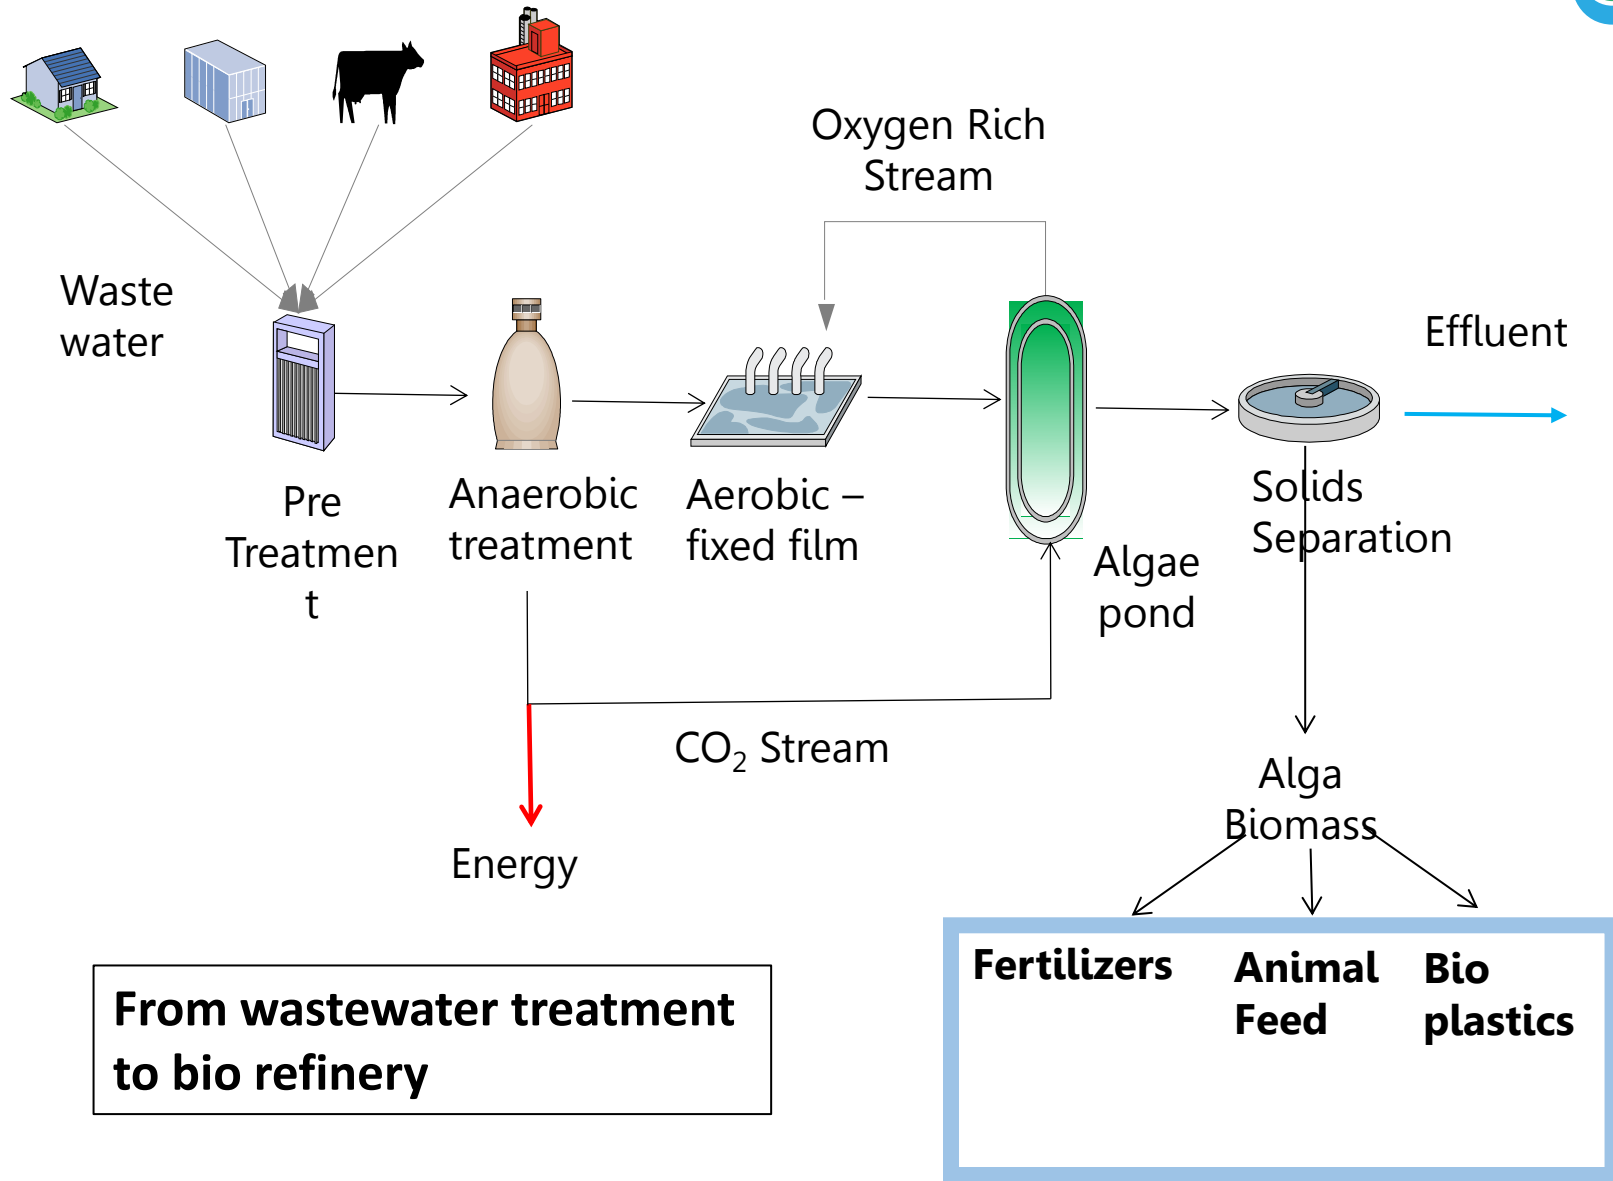 Oxygen Rich
Stream
Waste
water
Effluent
Pre
Treatmen
t
Anaerobic
treatment
Aerobic –
fixed film
Solids
Separation
Algae
pond
CO₂ Stream
Alga
Biomass
Energy
Fertilizers
Animal
Feed
Bio
plastics
From wastewater treatment
to bio refinery